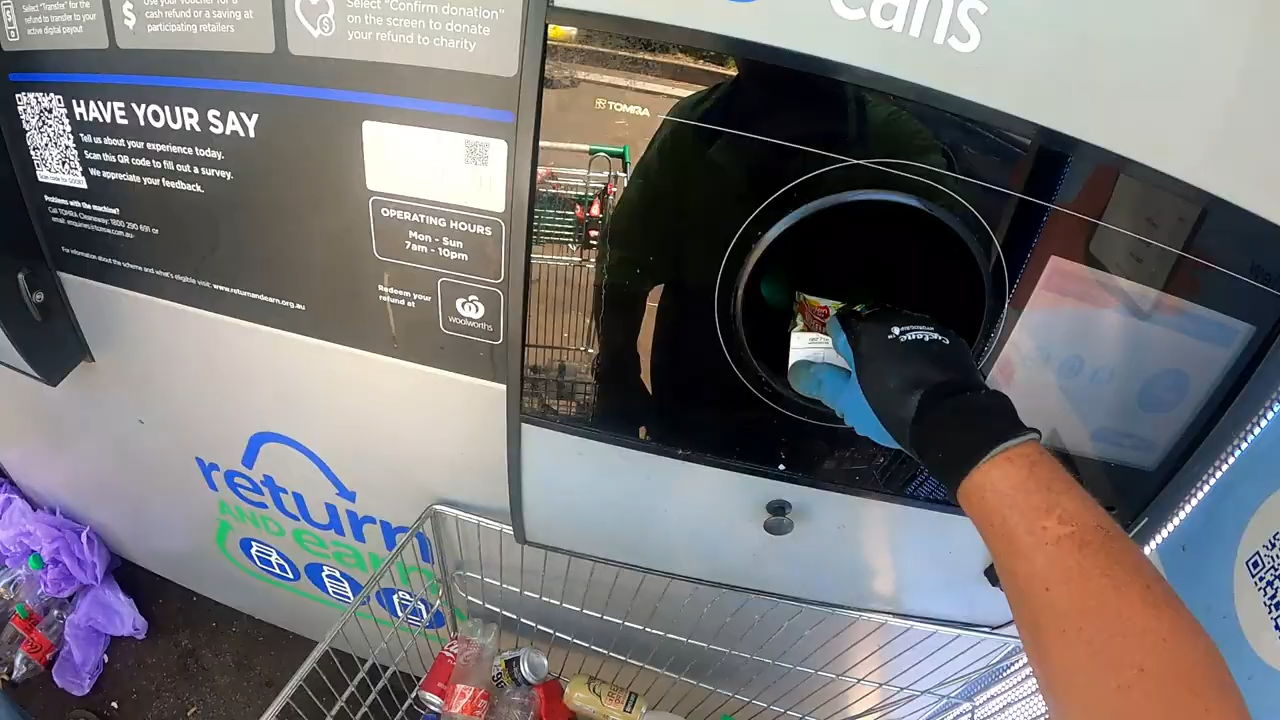 Select "Transfer" for the
refund to transfer to your
active digital payout
Use your voucher for a
cash refund or a saving at
participating retailers
Select "Confirm donation"
on the screen to donate
your refund to charity
cans
TOMRA
HAVE YOUR SAY
Tell us about your experience today.
Scan this QR code to fill out a survey.
We appreciate your feedback.
Problems with the machine?
Call TOMRA Cleanaway: 1800 290 691 or
For information about the scheme and what's eligible visit: www.returnandearn.org.au
OPERATING HOURS
Mon - Sun
7am - 10pm
Redeem your
refund at
woolworths
return
AND earn
Cyclone